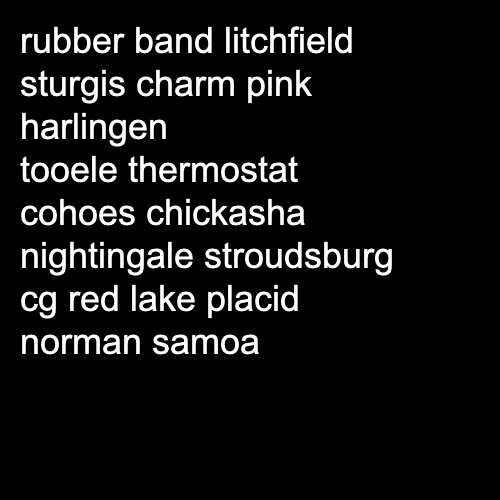 rubber band litchfield
sturgis charm pink
harlingen
tooele thermostat
cohoes chickasha
nightingale stroudsburg
cg red lake placid
norman samoa